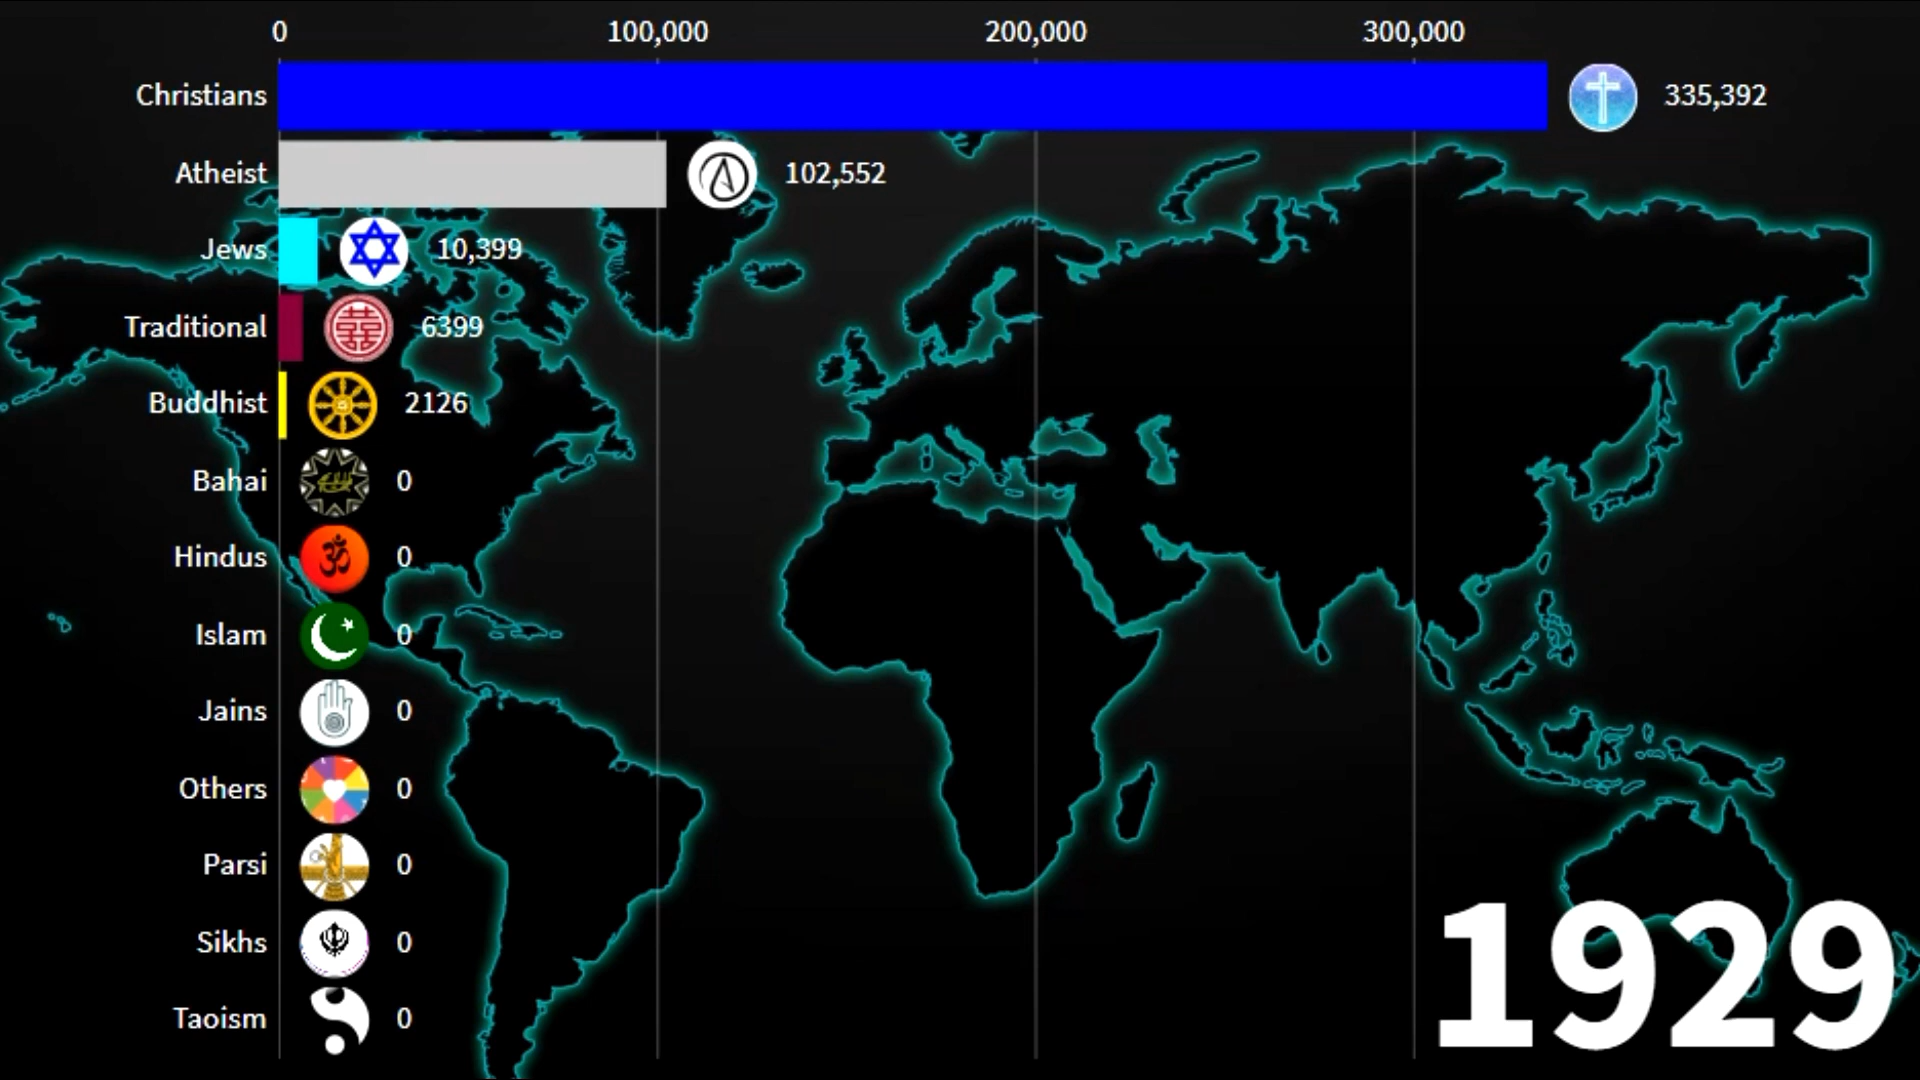 0 100,000 200,000 300,000
Christians 335,392
Atheist 102,552
Jews 10,399
Traditional 6399
Buddhist 2126
Bahai 0
Hindus 0
Islam 0
Jains 0
Others 0
Parsi 0
Sikhs 0
Taoism 0
1929